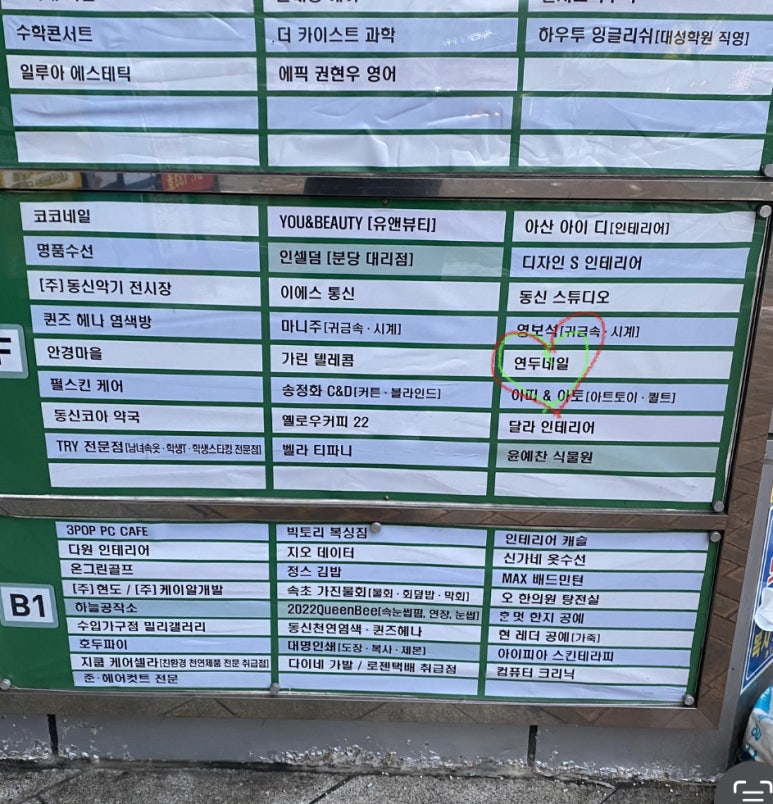 수학콘서트
더 카이스트 과학
하우투 잉글리쉬[대성학원 직영]
일루아 에스테틱
에픽 권현우 영어
F
코코네일
YOU&BEAUTY [유앤뷰티]
아산 아이 디[인테리어]
명품수선
인셀덤 [분당 대리점]
디자인 S 인테리어
[주]동신악기 전시장
이에스 통신
동신 스튜디오
퀸즈 헤나 염색방
마니주[귀금속·시계]
영보석[귀금속·시계]
안경마을
가린 텔레콤
연두네일
필스킨 케어
송정화 C&D[커튼·블라인드]
아피 & 아토[아트토이·퀼트]
동신코아 약국
옐로우커피 22
달라 인테리어
TRY 전문점[남녀속옷·학생T·학생스타킹 전문점]
벨라 티파니
윤예찬 식물원
B1
3POP PC CAFE
빅토리 복싱짐
인테리어 캐슬
다원 인테리어
지오 데이터
신가네 옷수선
온그린골프
정스 김밥
MAX 배드민턴
[주]현도 / [주]케이알개발
속초 가진물회[물회·회덮밥·막회]
오 한의원 탕전실
하늘공작소
2022QueenBee[속눈썹펌, 연장, 눈썹]
훈 멋 한지 공예
수입가구점 밀리갤러리
동신천연염색·퀸즈헤나
현 레더 공예[가죽]
호두파이
대명인쇄[도장·복사·제본]
아이피아 스킨테라피
지쿱 케어셀라[친환경 천연제품 전문 취급점]
다이네 가발 / 로젠택배 취급점
컴퓨터 크리닉
준·헤어컷트 전문